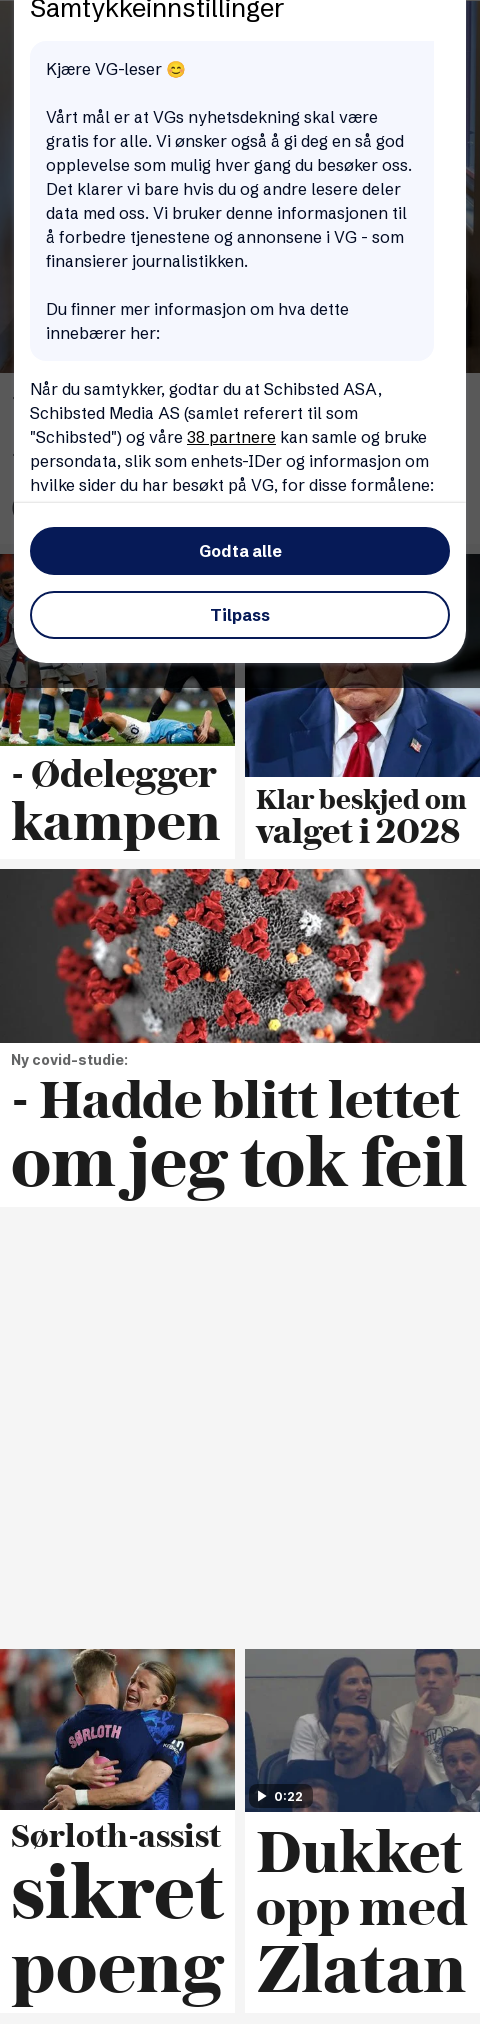 Samtykkeinnstillinger
Kjære VG-leser 😊
Vårt mål er at VGs nyhetsdekning skal være
gratis for alle. Vi ønsker også å gi deg en så god
opplevelse som mulig hver gang du besøker oss.
Det klarer vi bare hvis du og andre lesere deler
data med oss. Vi bruker denne informasjonen til
å forbedre tjenestene og annonsene i VG - som
finansierer journalistikken.
Du finner mer informasjon om hva dette
innebærer her:
Når du samtykker, godtar du at Schibsted ASA,
Schibsted Media AS (samlet referert til som
"Schibsted") og våre 38 partnere kan samle og bruke
persondata, slik som enhets-IDer og informasjon om
hvilke sider du har besøkt på VG, for disse formålene:
Godta alle
Tilpass
- Ødelegger
kampen
Klar beskjed om
valget i 2028
Ny covid-studie:
- Hadde blitt lettet
om jeg tok feil
SØRLOTH
0:22
Sørloth-assist
sikret
poeng
Dukket
opp med
Zlatan